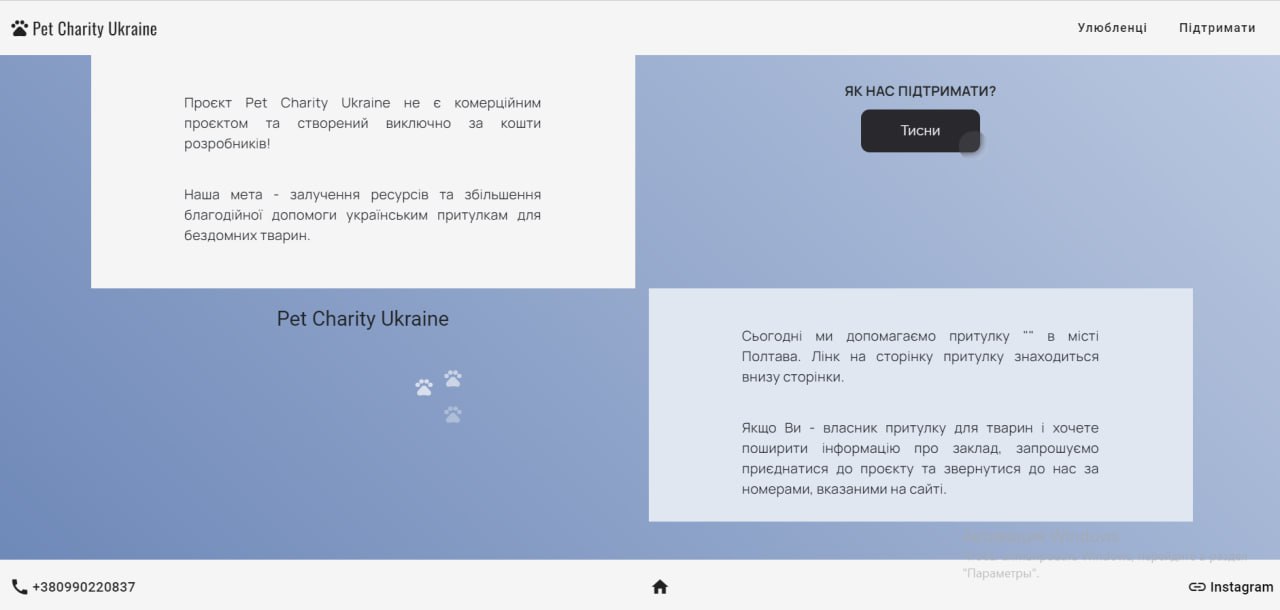 Pet Charity Ukraine
Улюбленці
Підтримати
Проєкт Pet Charity Ukraine не є комерційним
проєктом та створений виключно за кошти
розробників!
Наша мета - залучення ресурсів та збільшення
благодійної допомоги українським притулкам для
бездомних тварин.
ЯК НАС ПІДТРИМАТИ?
Тисни
Pet Charity Ukraine
Сьогодні ми допомагаємо притулку "" в місті
Полтава. Лінк на сторінку притулку знаходиться
внизу сторінки.
Якщо Ви - власник притулку для тварин і хочете
поширити інформацію про заклад, запрошуємо
приєднатися до проєкту та звернутися до нас за
номерами, вказаними на сайті.
"Параметры".
+380990220837
Instagram